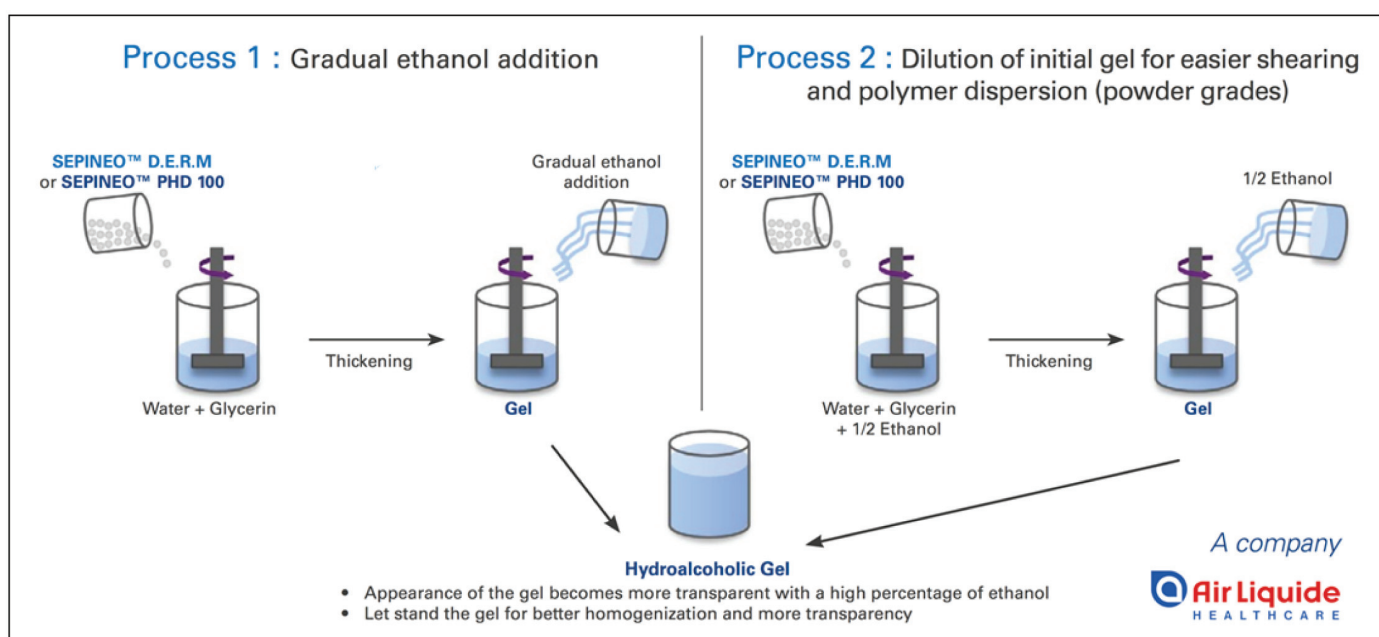 Process 1 : Gradual ethanol addition
SEPINEO™ D.E.R.M
or SEPINEO™ PHD 100
Gradual ethanol
addition
Thickening
Water + Glycerin
Gel
Process 2 : Dilution of initial gel for easier shearing
and polymer dispersion (powder grades)
SEPINEO™ D.E.R.M
or SEPINEO™ PHD 100
1/2 Ethanol
Thickening
Water + Glycerin
+ 1/2 Ethanol
Gel
Hydroalcoholic Gel
• Appearance of the gel becomes more transparent with a high percentage of ethanol
• Let stand the gel for better homogenization and more transparency
A company
Air Liquide
HEALTHCARE